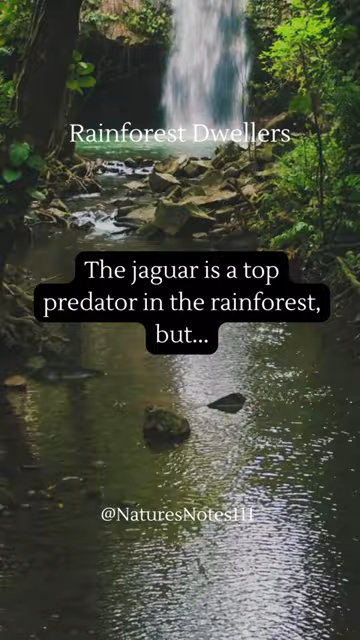 Rainforest Dwellers
The jaguar is a top
predator in the rainforest,
but...
@NaturesNotes111